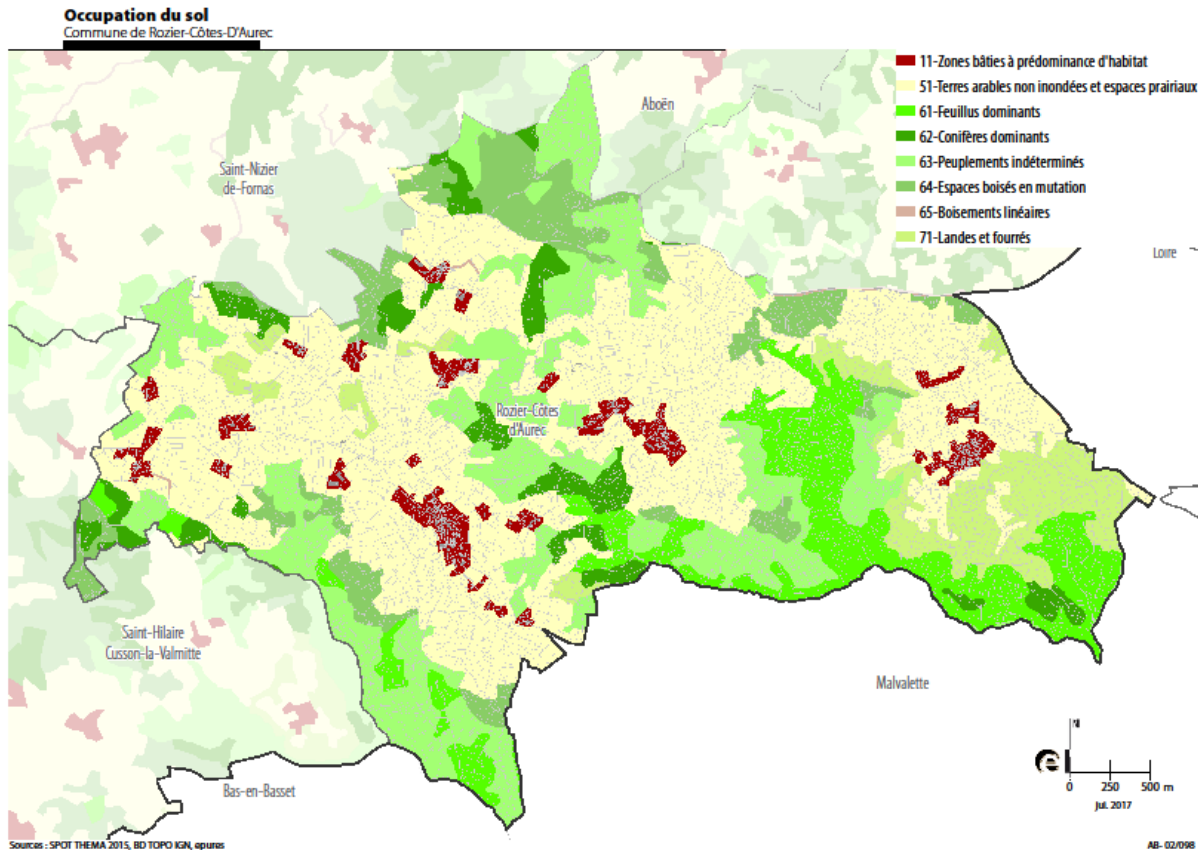 Occupation du sol
Commune de Rozier-Côtes-D'Aurec
11-Zones bâties à prédominance d'habitat
51-Terres arables non inondées et espaces prairiaux
61-Feuillus dominants
62-Conifères dominants
63-Peuplements indéterminés
64-Espaces boisés en mutation
65-Boisements linéaires
71-Landes et fourrés
Aboën
Saint-Nizier
de-Fornas
Loire
Rozier-Côtes
d'Aurec
Saint-Hilaire
Cusson-la-Valmitte
Malvalette
Bas-en-Basset
N
e
0 250 500 m
Jul. 2017
Sources : SPOT THEMA 2015, BD TOPO IGN, epures
AB- 02/098